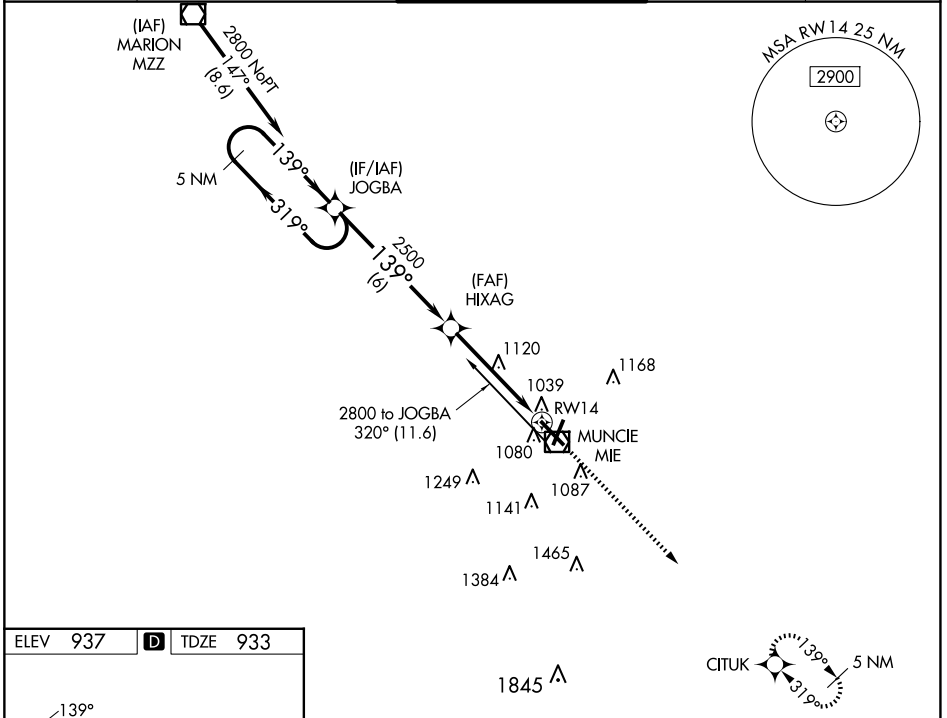 (IAF)
MARION
MZZ
2800 NoPT
147°
(8.6)
MSA RW14 25 NM
2900
5 NM
139°
319°
(IF/IAF)
JOGBA
2500
139°
(6)
(FAF)
HIXAG
1120
1168
1039
RW14
2800 to JOGBA
320° (11.6)
1080
MUNCIE
MIE
1249
1087
1141
1465
1384
ELEV 937
D
TDZE 933
139°
1845
CITUK
139°
319°
5 NM